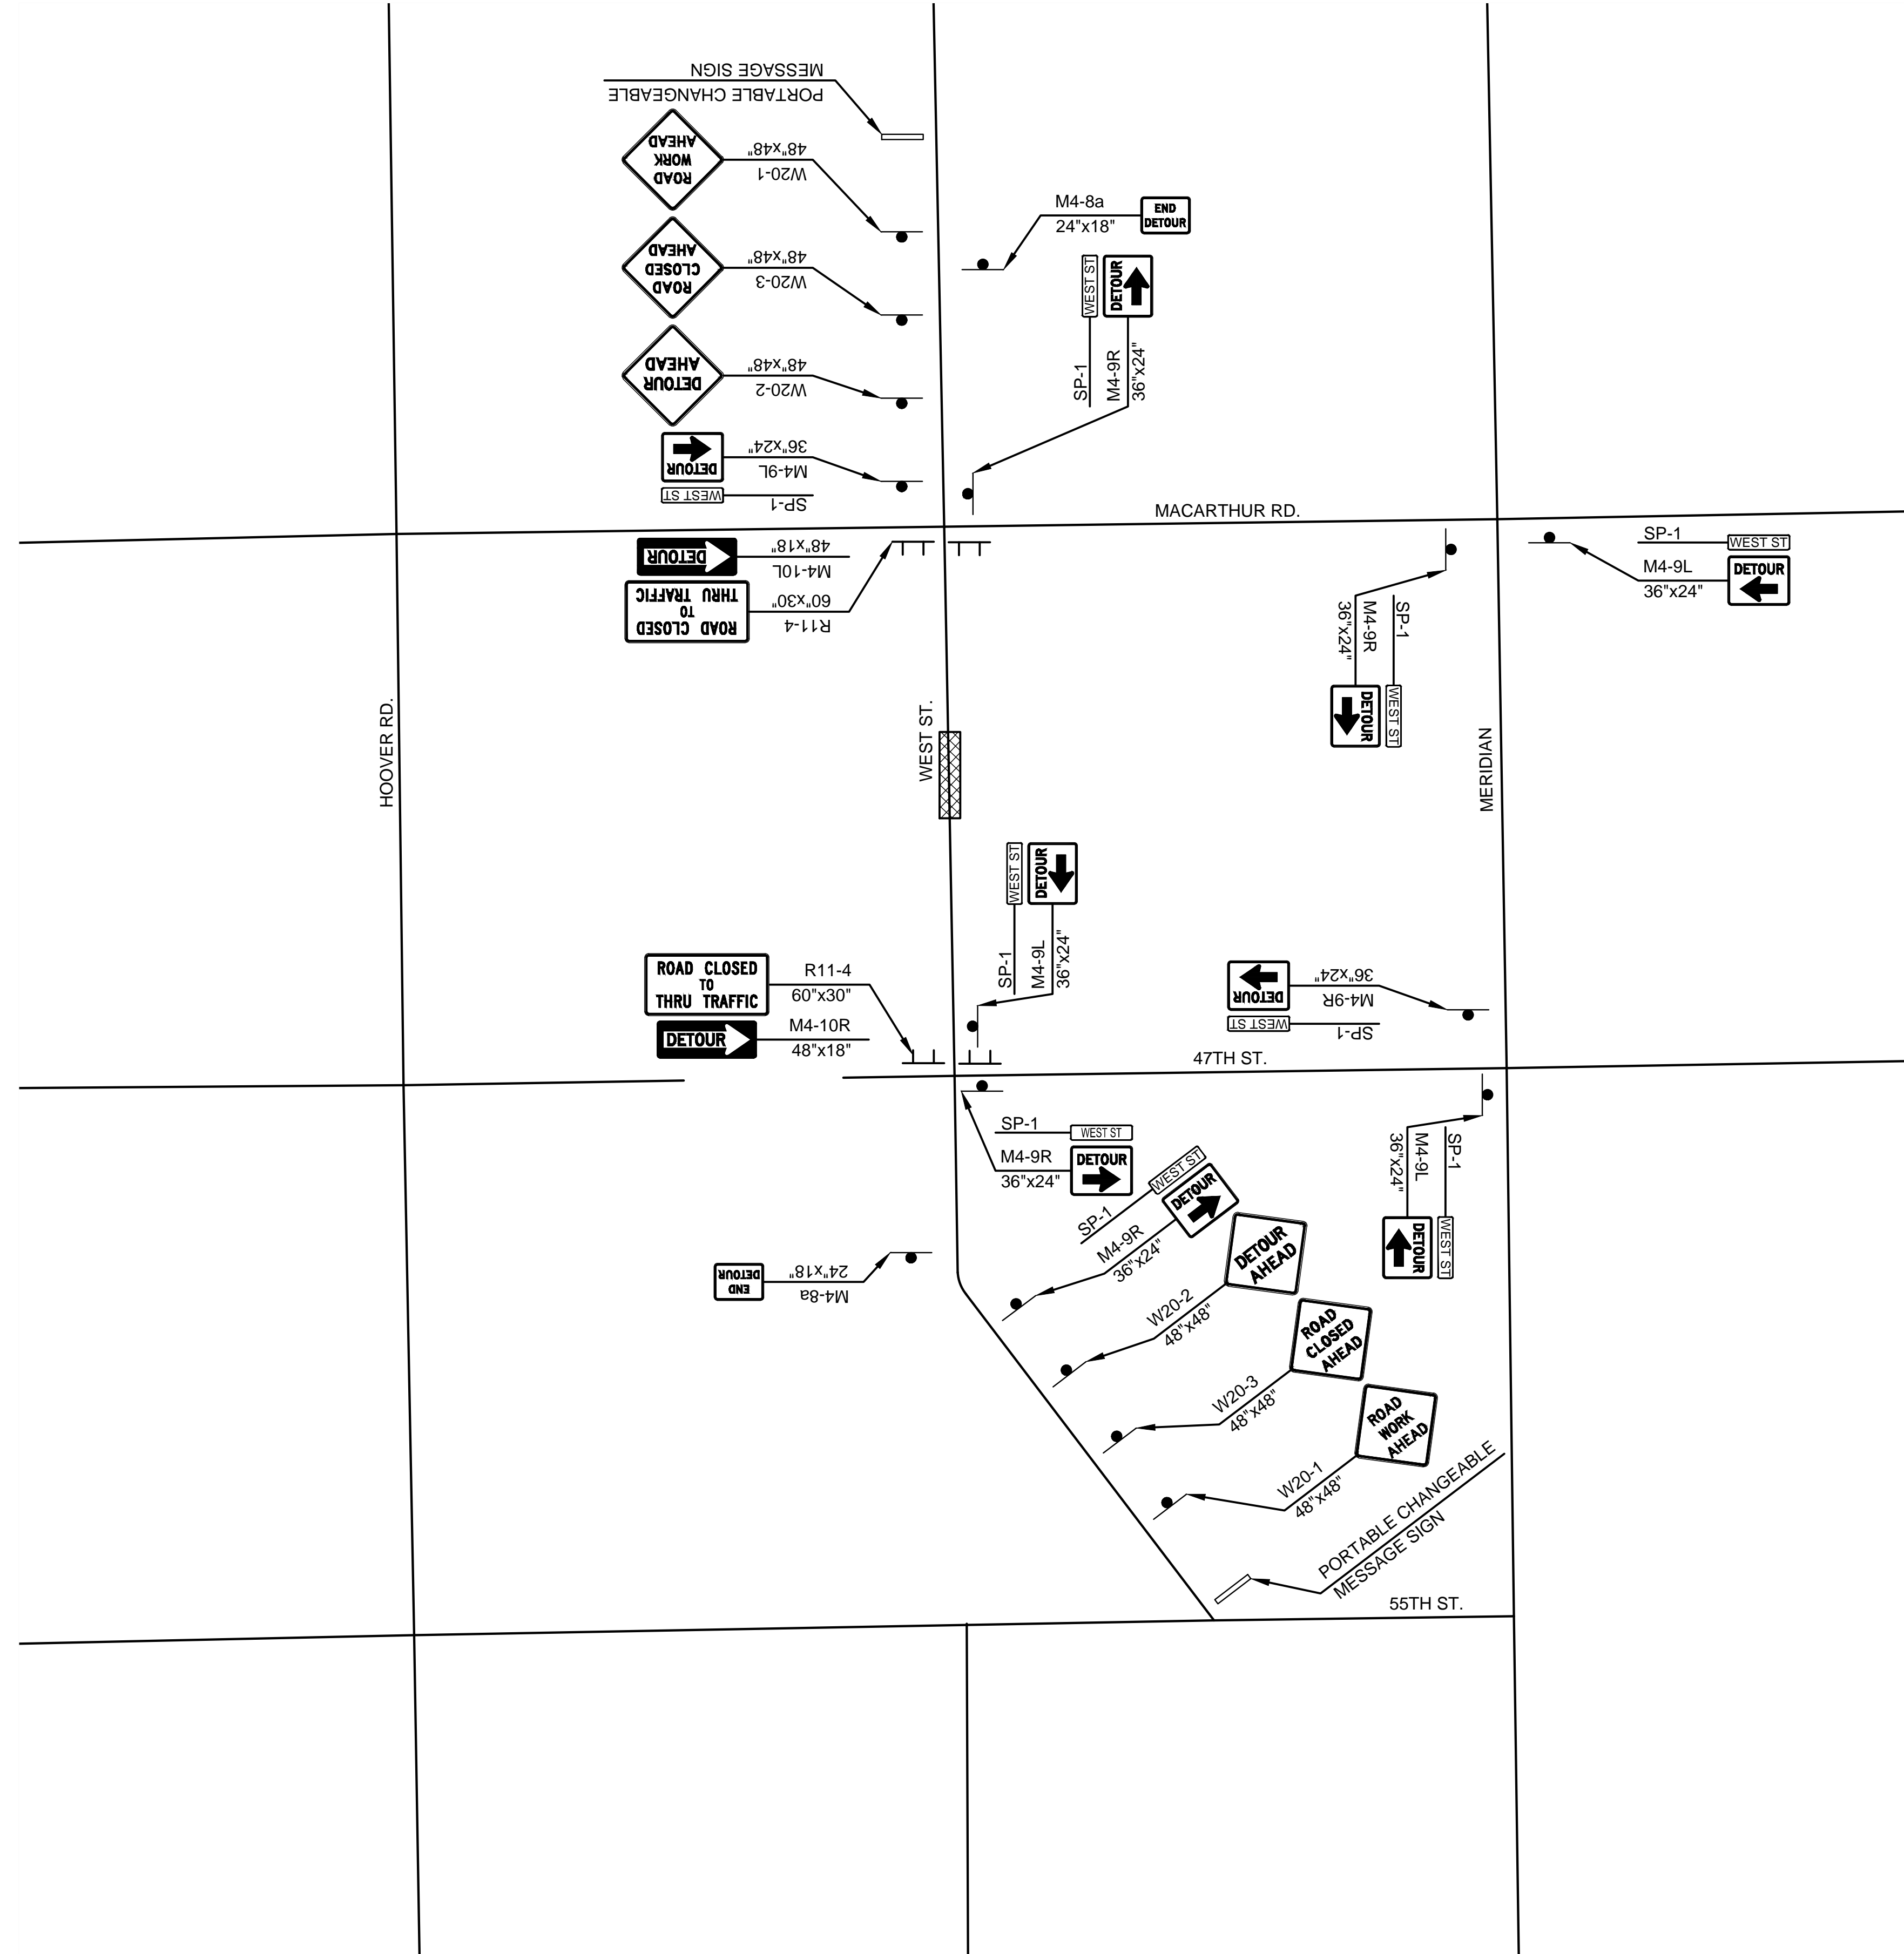 PORTABLE CHANGEABLE
MESSAGE SIGN
ROAD
WORK
AHEAD
W20-1
48"x48"
ROAD
CLOSED
AHEAD
W20-3
48"x48"
DETOUR
AHEAD
W20-2
48"x48"
DETOUR
M4-9L
36"x24"
WEST ST
SP-1
M4-8a
24"x18"
END
DETOUR
WEST ST
SP-1
DETOUR
M4-9R
36"x24"
MACARTHUR RD.
DETOUR
M4-10L
48"x18"
ROAD CLOSED
TO
THRU TRAFFIC
R11-4
60"x30"
SP-1
WEST ST
M4-9L
36"x24"
DETOUR
SP-1
WEST ST
M4-9R
36"x24"
DETOUR
HOOVER RD.
WEST ST.
MERIDIAN
WEST ST
SP-1
DETOUR
M4-9L
36"x24"
ROAD CLOSED
TO
THRU TRAFFIC
R11-4
60"x30"
DETOUR
M4-10R
48"x18"
DETOUR
M4-9R
36"x24"
WEST ST
SP-1
47TH ST.
SP-1
WEST ST
M4-9R
36"x24"
DETOUR
SP-1
WEST ST
M4-9R
36"x24"
DETOUR
SP-1
WEST ST
M4-9L
36"x24"
DETOUR
END
DETOUR
M4-8a
24"x18"
W20-2
48"x48"
DETOUR
AHEAD
W20-3
48"x48"
ROAD
CLOSED
AHEAD
W20-1
48"x48"
ROAD
WORK
AHEAD
PORTABLE CHANGEABLE
MESSAGE SIGN
55TH ST.